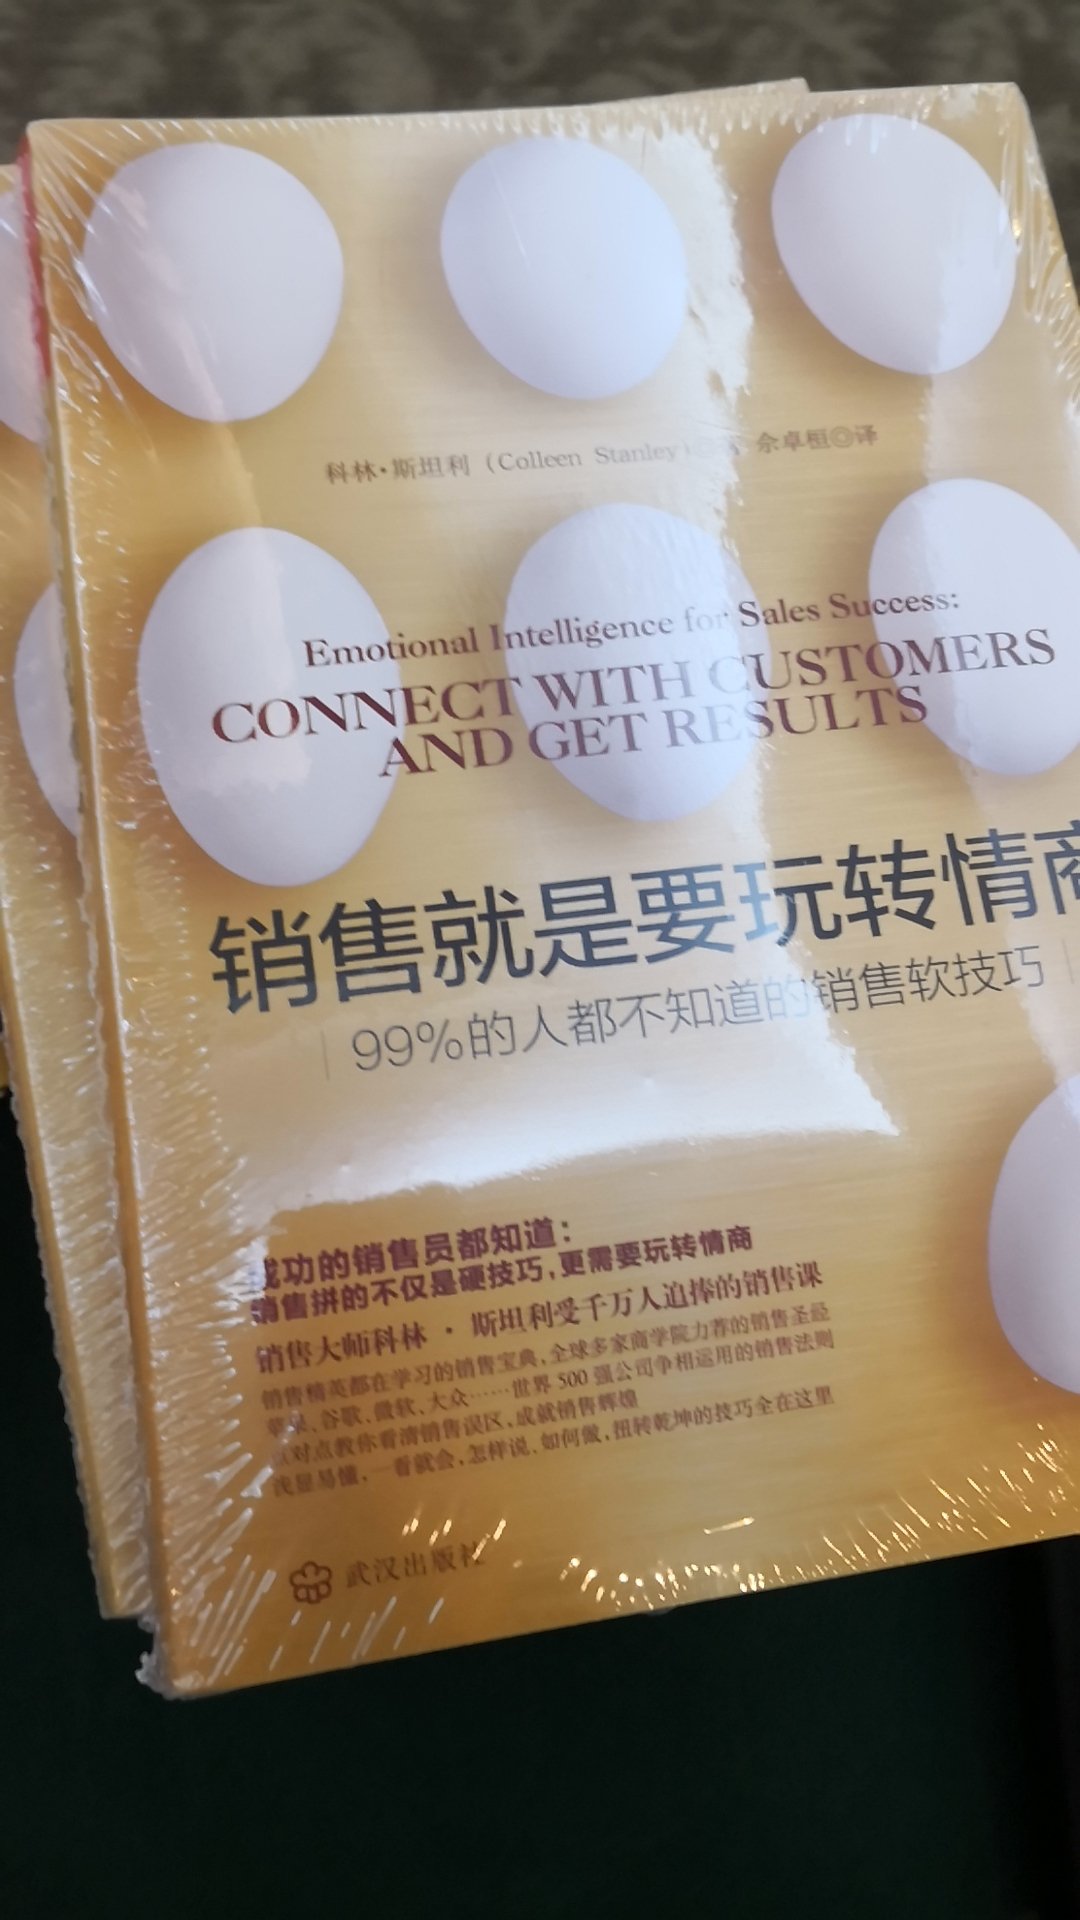 科林·斯坦利（Colleen Stanley）◎著 佘卓桓◎译
Emotional Intelligence for Sales Success:
CONNECT WITH CUSTOMERS
AND GET RESULTS
销售就是要玩转情商
99%的人都不知道的销售软技巧
成功的销售员都知道：
销售拼的不仅是硬技巧，更需要玩转情商
销售大师科林·斯坦利受千万人追捧的销售课
销售精英都在学习的销售宝典，全球多家商学院力荐的销售圣经
苹果、谷歌、微软、大众……世界500强公司争相运用的销售法则
点对点教你看清销售误区，成就销售辉煌
浅显易懂，一看就会，怎样说、如何做，扭转乾坤的技巧全在这里
武汉出版社